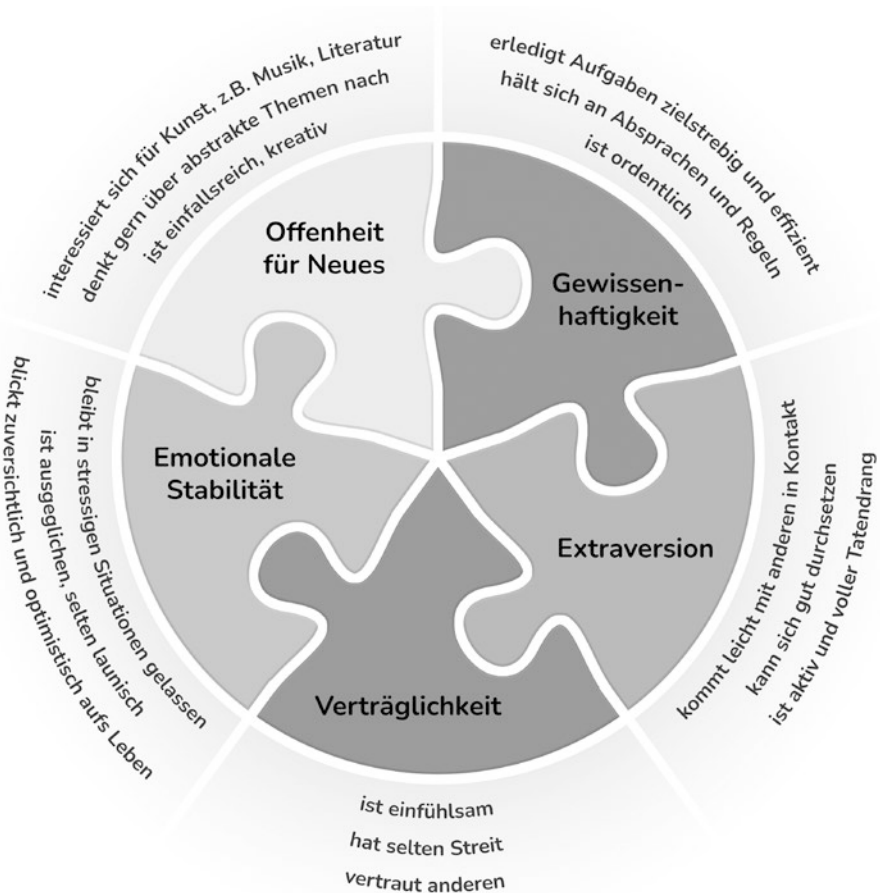 interessiert sich für Kunst, z.B. Musik, Literatur
denkt gern über abstrakte Themen nach
ist einfallsreich, kreativ
Offenheit
für Neues
erledigt Aufgaben zielstrebig und effizient
hält sich an Absprachen und Regeln
ist ordentlich
Gewissen-
haftigkeit
kommt leicht mit anderen in Kontakt
kann sich gut durchsetzen
ist aktiv und voller Tatendrang
Extraversion
Verträglichkeit
ist einfühlsam
hat selten Streit
vertraut anderen
Emotionale
Stabilität
bleibt in stressigen Situationen gelassen
ist ausgeglichen, selten launisch
blickt zuversichtlich und optimistisch aufs Leben